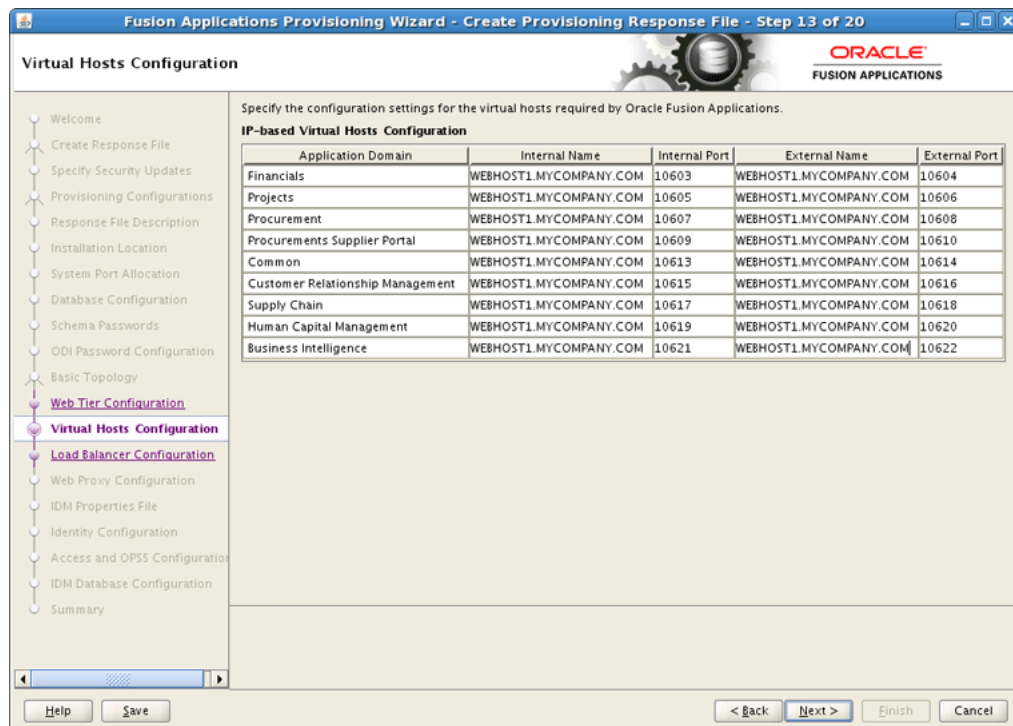 Fusion Applications Provisioning Wizard - Create Provisioning Response File - Step 13 of 20
Virtual Hosts Configuration
ORACLE
FUSION APPLICATIONS
Welcome
Create Response File
Specify Security Updates
Provisioning Configurations
Response File Description
Installation Location
System Port Allocation
Database Configuration
Schema Passwords
ODI Password Configuration
Basic Topology
Web Tier Configuration
Virtual Hosts Configuration
Load Balancer Configuration
Web Proxy Configuration
IDM Properties File
Identity Configuration
Access and OPSS Configuration
IDM Database Configuration
Summary
Specify the configuration settings for the virtual hosts required by Oracle Fusion Applications.
IP-based Virtual Hosts Configuration
Application Domain Internal Name Internal Port External Name External Port
Financials WEBHOST1.MYCOMPANY.COM 10603 WEBHOST1.MYCOMPANY.COM 10604
Projects WEBHOST1.MYCOMPANY.COM 10605 WEBHOST1.MYCOMPANY.COM 10606
Procurement WEBHOST1.MYCOMPANY.COM 10607 WEBHOST1.MYCOMPANY.COM 10608
Procurements Supplier Portal WEBHOST1.MYCOMPANY.COM 10609 WEBHOST1.MYCOMPANY.COM 10610
Common WEBHOST1.MYCOMPANY.COM 10613 WEBHOST1.MYCOMPANY.COM 10614
Customer Relationship Management WEBHOST1.MYCOMPANY.COM 10615 WEBHOST1.MYCOMPANY.COM 10616
Supply Chain WEBHOST1.MYCOMPANY.COM 10617 WEBHOST1.MYCOMPANY.COM 10618
Human Capital Management WEBHOST1.MYCOMPANY.COM 10619 WEBHOST1.MYCOMPANY.COM 10620
Business Intelligence WEBHOST1.MYCOMPANY.COM 10621 WEBHOST1.MYCOMPANY.COM 10622
Help Save < Back Next > Finish Cancel